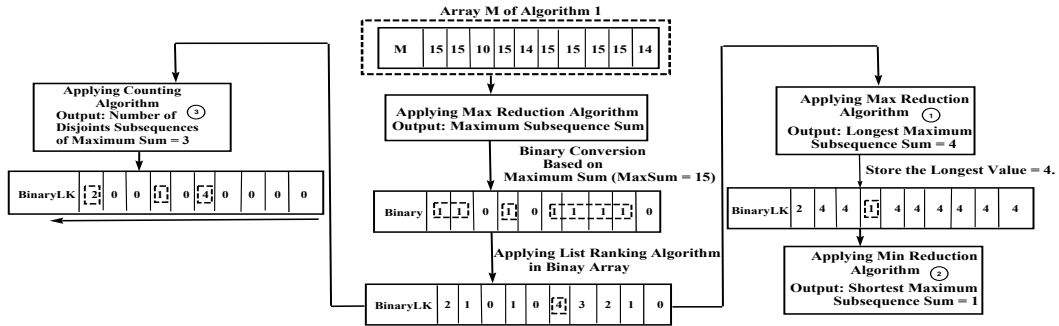 Array M of Algorithm 1
M 15 15 10 15 14 15 15 15 15 14
Applying Counting
Algorithm
Output: Number of ③
Disjoints Subsequences
of Maximum Sum = 3
BinaryLK 2 0 0 1 0 4 0 0 0 0
Applying Max Reduction Algorithm
Output: Maximum Subsequence Sum
Binary Conversion
Based on
Maximum Sum (MaxSum = 15)
Binary 1 1 0 1 0 1 1 1 1 0
Applying List Ranking Algorithm
in Binay Array
BinaryLK 2 1 0 1 0 4 3 2 1 0
Applying Max Reduction
Algorithm ①
Output: Longest Maximum
Subsequence Sum = 4
Store the Longest Value = 4.
BinaryLK 2 4 4 1 4 4 4 4 4 4
Applying Min Reduction
Algorithm ②
Output: Shortest Maximum
Subsequence Sum = 1